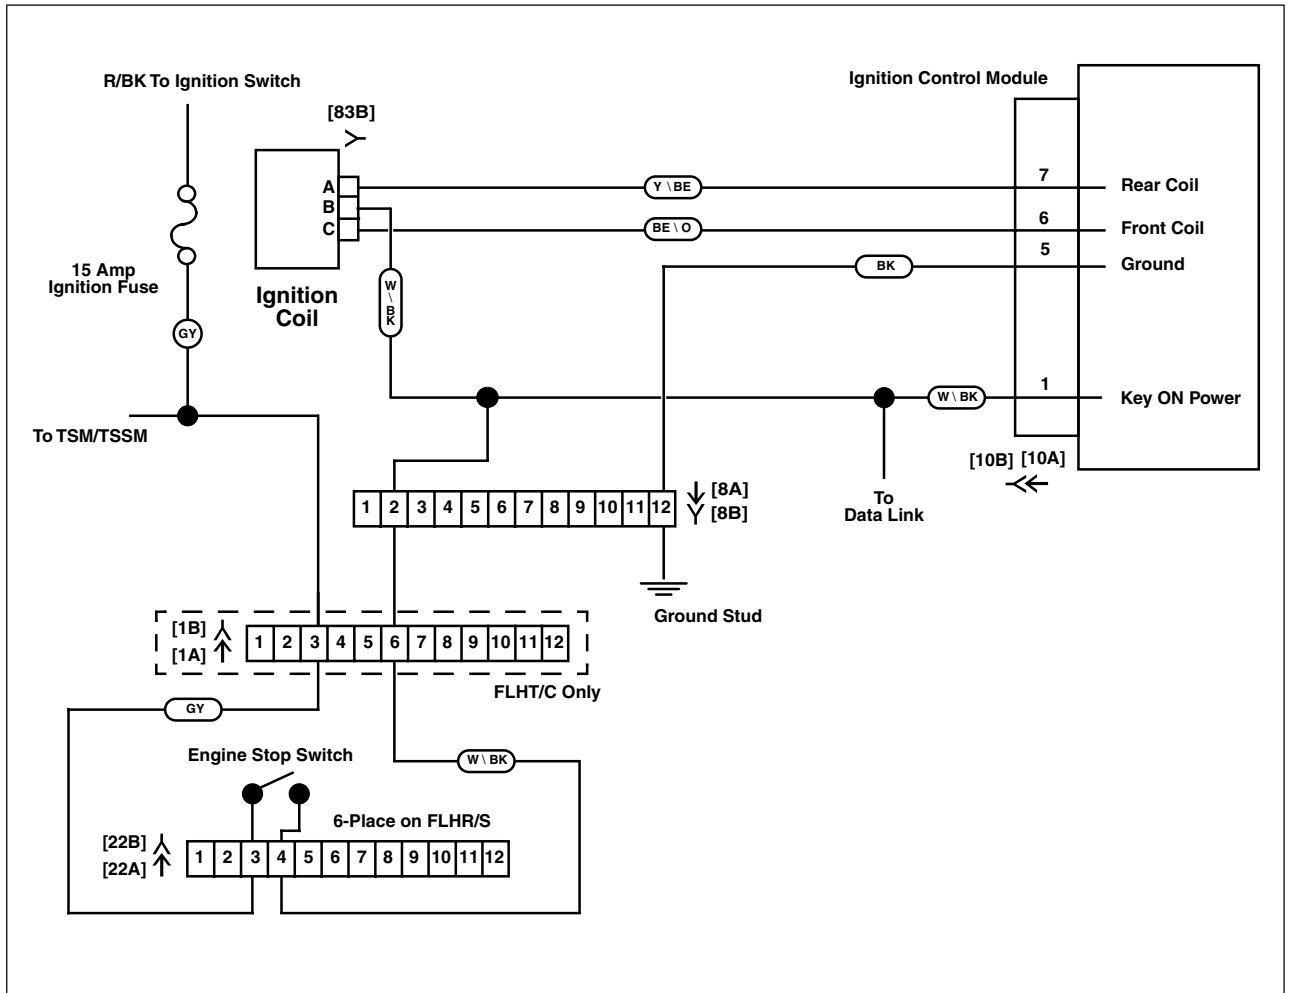 R/BK To Ignition Switch
[83B]
Ignition Control Module
A
B
C
Y \ BE
7
Rear Coil
BE \ O
6
Front Coil
5
BK
Ground
15 Amp
Ignition Fuse
Ignition
Coil
W \ BK
GY
W \ BK
1
Key ON Power
To TSM/TSSM
[10B] [10A]
1 2 3 4 5 6 7 8 9 10 11 12
[8A]
[8B]
To
Data Link
Ground Stud
[1B]
[1A]
1 2 3 4 5 6 7 8 9 10 11 12
FLHT/C Only
GY
Engine Stop Switch
W \ BK
6-Place on FLHR/S
[22B]
[22A]
1 2 3 4 5 6 7 8 9 10 11 12